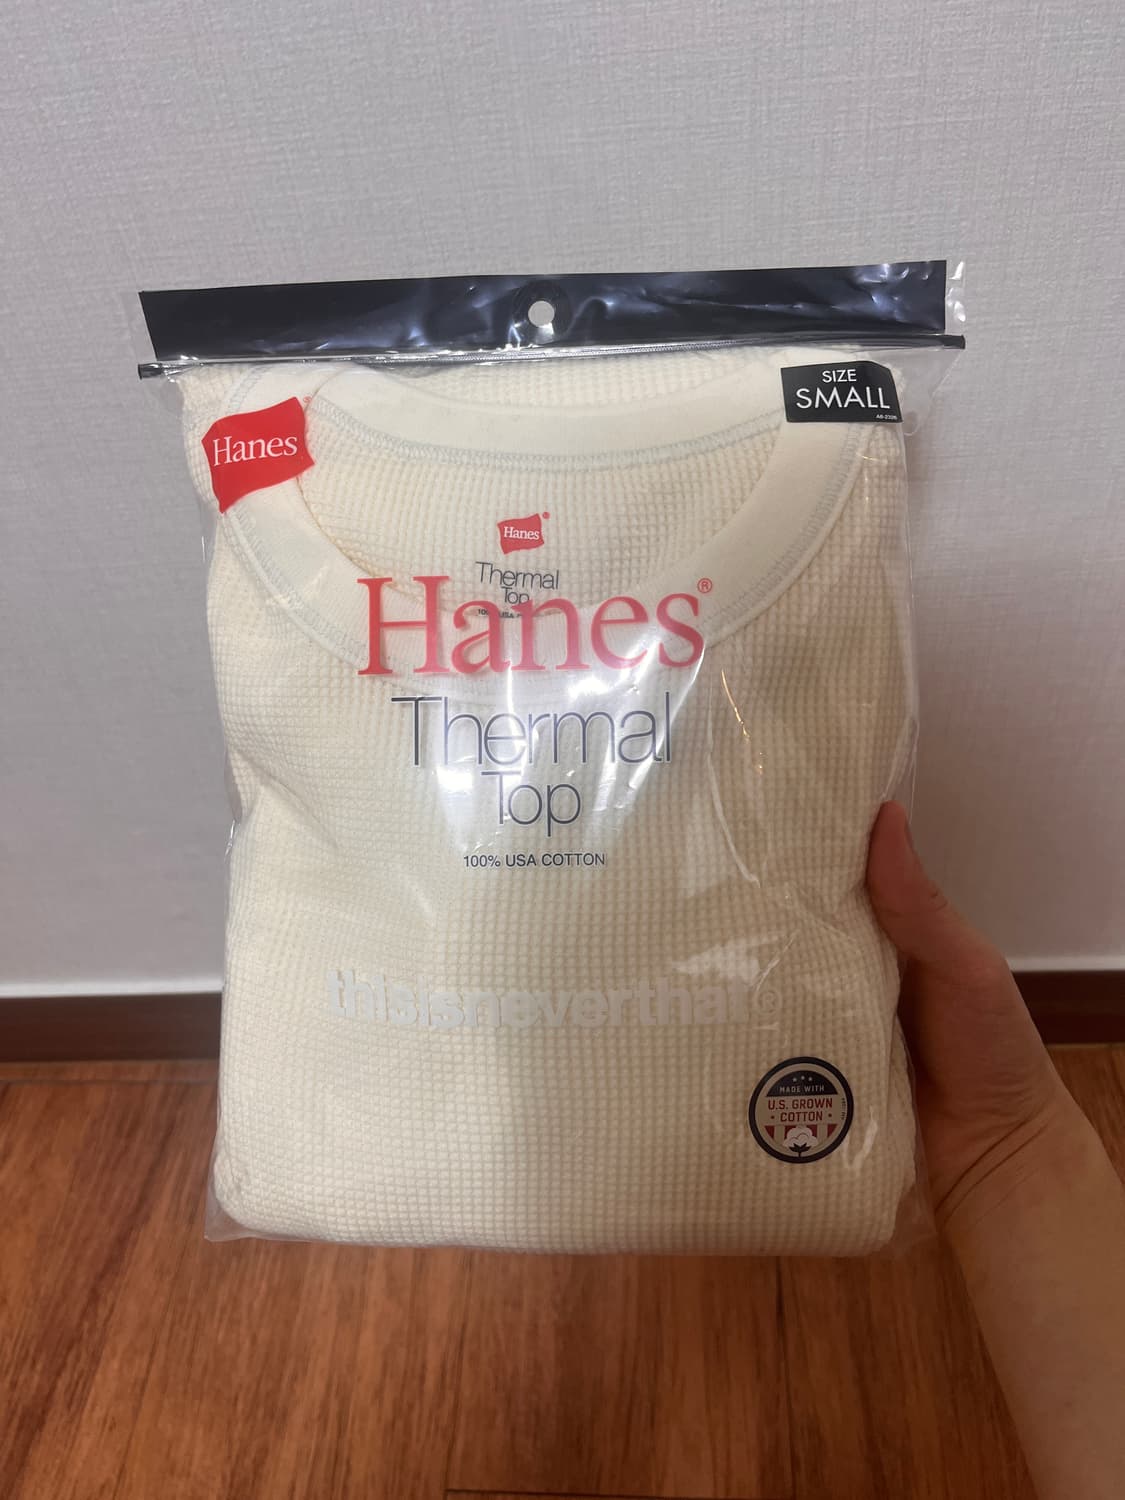 SIZE
SMALL
Hanes
Hanes®
Thermal
Top
Hanes®
Thermal
Top
100% USA COTTON
thisisneverthat®
MADE WITH
U.S. GROWN
COTTON